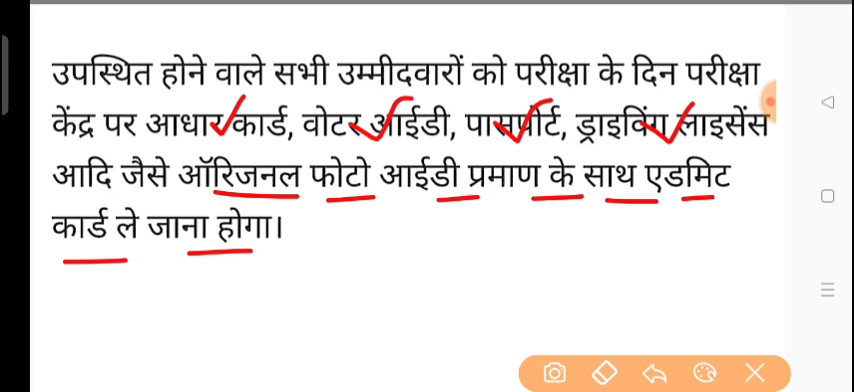 उपस्थित होने वाले सभी उम्मीदवारों को परीक्षा के दिन परीक्षा
केंद्र पर आधार कार्ड, वोटर आईडी, पासपोर्ट, ड्राइविंग लाइसेंस
आदि जैसे ऑरिजनल फोटो आईडी प्रमाण के साथ एडमिट
कार्ड ले जाना होगा।